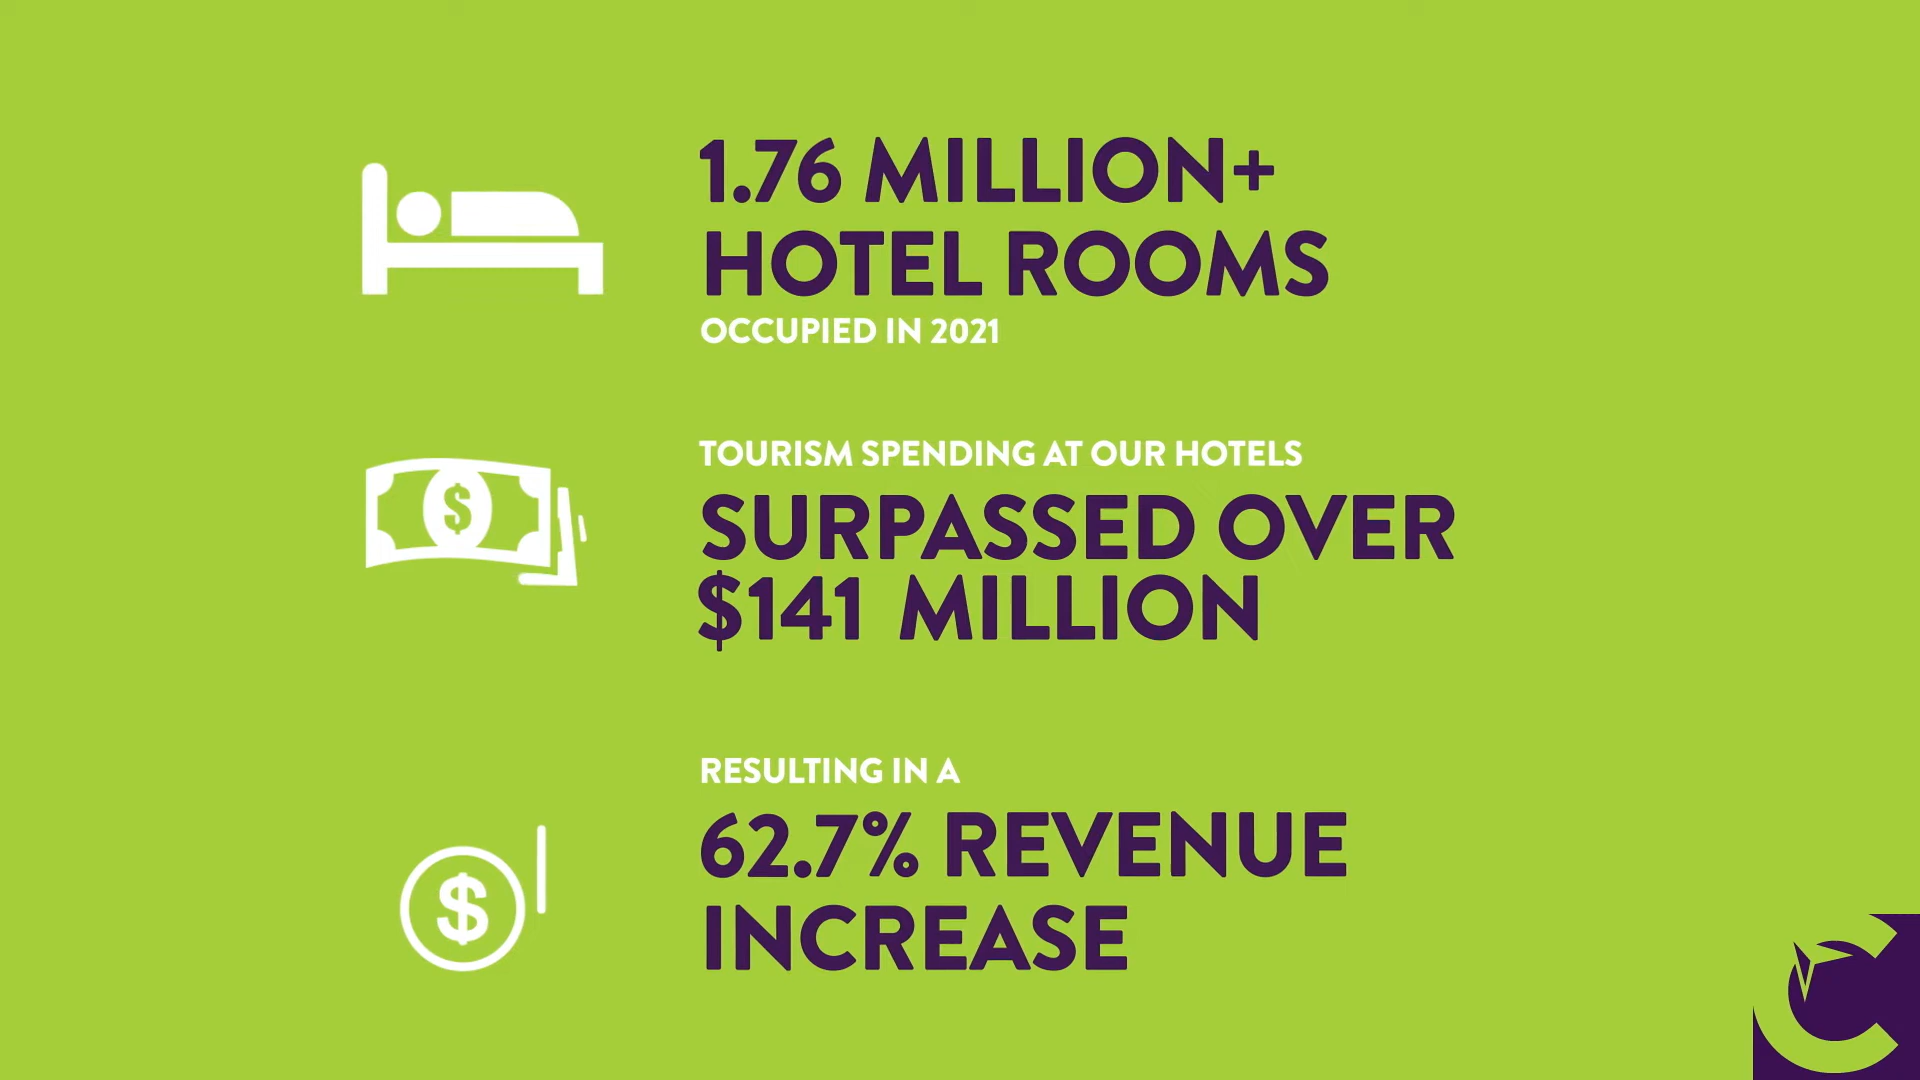 1.76 MILLION+
HOTEL ROOMS
OCCUPIED IN 2021
TOURISM SPENDING AT OUR HOTELS
$
SURPASSED OVER
$141 MILLION
RESULTING IN A
62.7% REVENUE
$
INCREASE